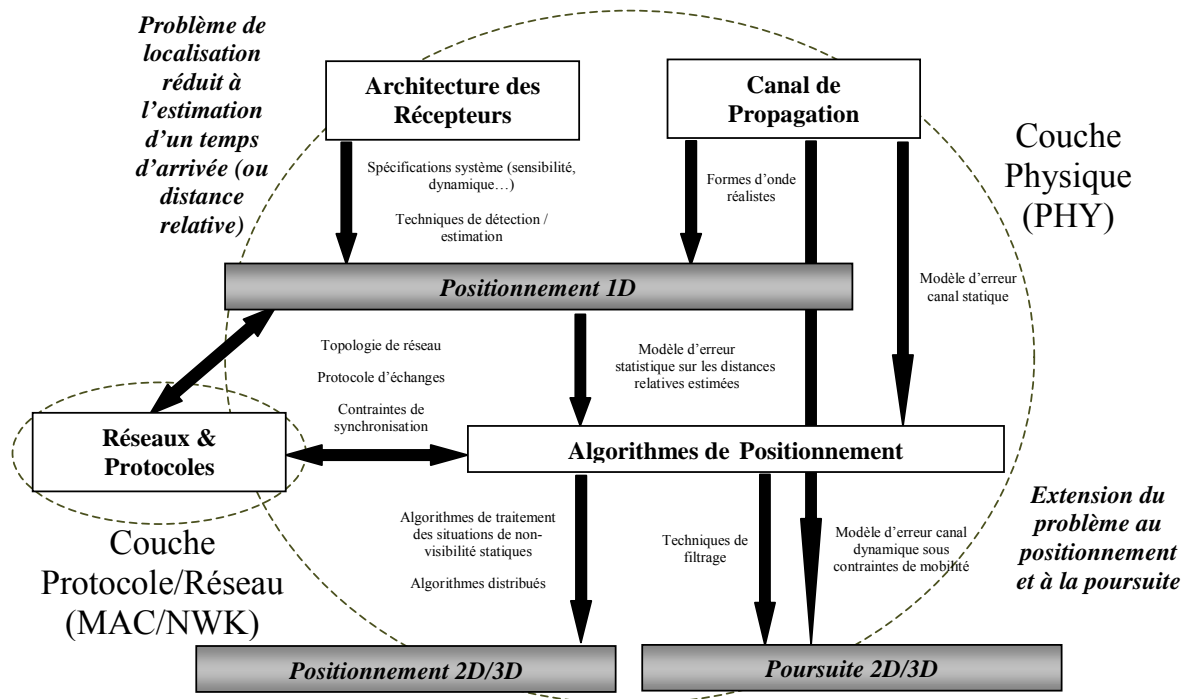 Problème de
localisation
réduit à
l'estimation
d'un temps
d'arrivée (ou
distance
relative)
Architecture des
Récepteurs
Canal de
Propagation
Couche
Physique
(PHY)
Spécifications système (sensibilité,
dynamique…)
Techniques de détection /
estimation
Formes d'onde
réalistes
Modèle d'erreur
canal statique
Positionnement 1D
Topologie de réseau
Protocole d'échanges
Contraintes de
synchronisation
Modèle d'erreur
statistique sur les distances
relatives estimées
Réseaux &
Protocoles
Algorithmes de Positionnement
Couche
Protocole/Réseau
(MAC/NWK)
Algorithmes de traitement
des situations de non-
visibilité statiques
Algorithmes distribués
Techniques de
filtrage
Modèle d'erreur canal
dynamique sous
contraintes de mobilité
Extension du
problème au
positionnement
et à la poursuite
Positionnement 2D/3D
Poursuite 2D/3D